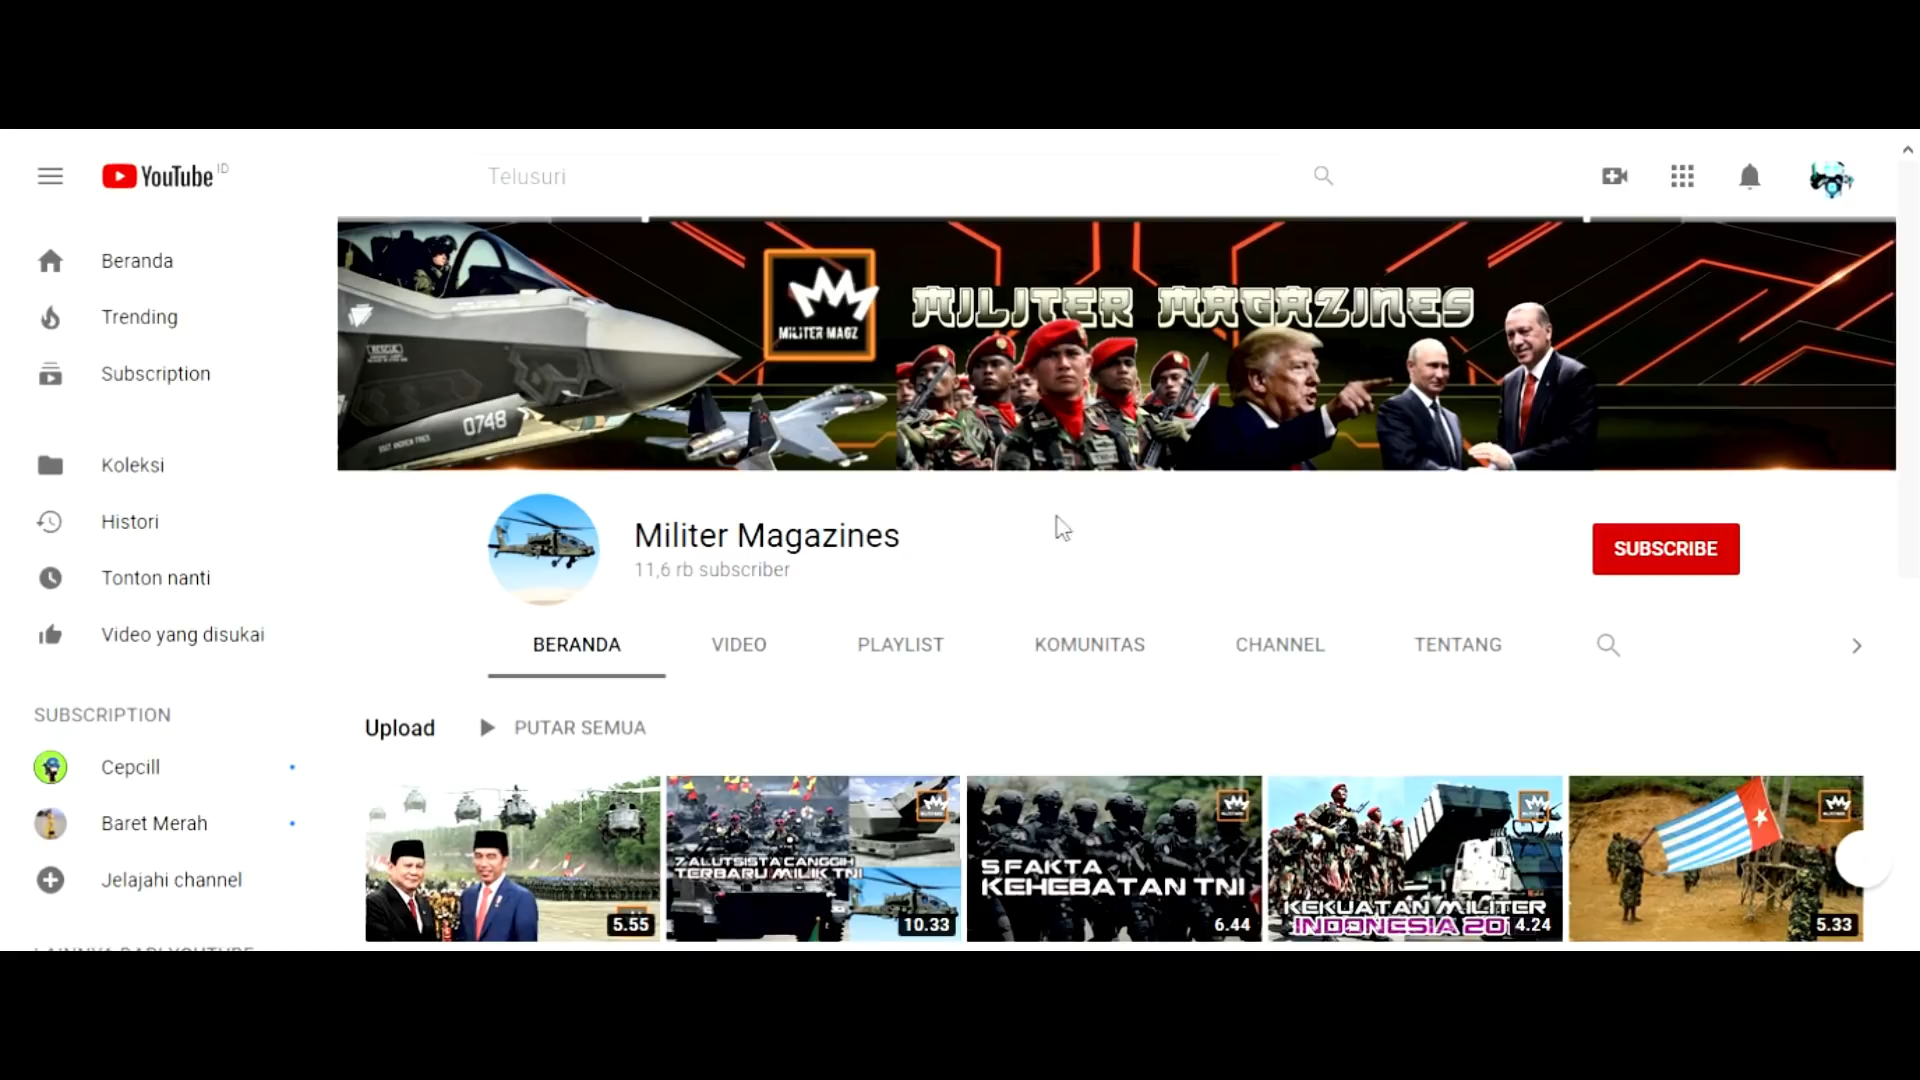 YouTube ID
Telusuri
Beranda
Trending
Subscription
Koleksi
Histori
Tonton nanti
Video yang disukai
SUBSCRIPTION
Cepcill
Baret Merah
Jelajahi channel
MILITER MAGZ
MILITER MAGAZINES
RESCUE
0748
Militer Magazines
11,6 rb subscriber
SUBSCRIBE
BERANDA
VIDEO
PLAYLIST
KOMUNITAS
CHANNEL
TENTANG
Upload
PUTAR SEMUA
5.55
7 ALUTSISTA CANGGIH
TERBARU MILIK TNI
10.33
5 FAKTA
KEHEBATAN TNI
6.44
KEKUATAN MILITER
INDONESIA 20
4.24
5.33